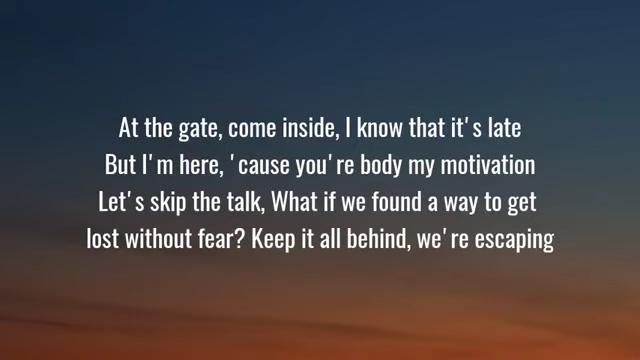 At the gate, come inside, I know that it's late
But I'm here, 'cause you're body my motivation
Let's skip the talk, What if we found a way to get
lost without fear? Keep it all behind, we're escaping